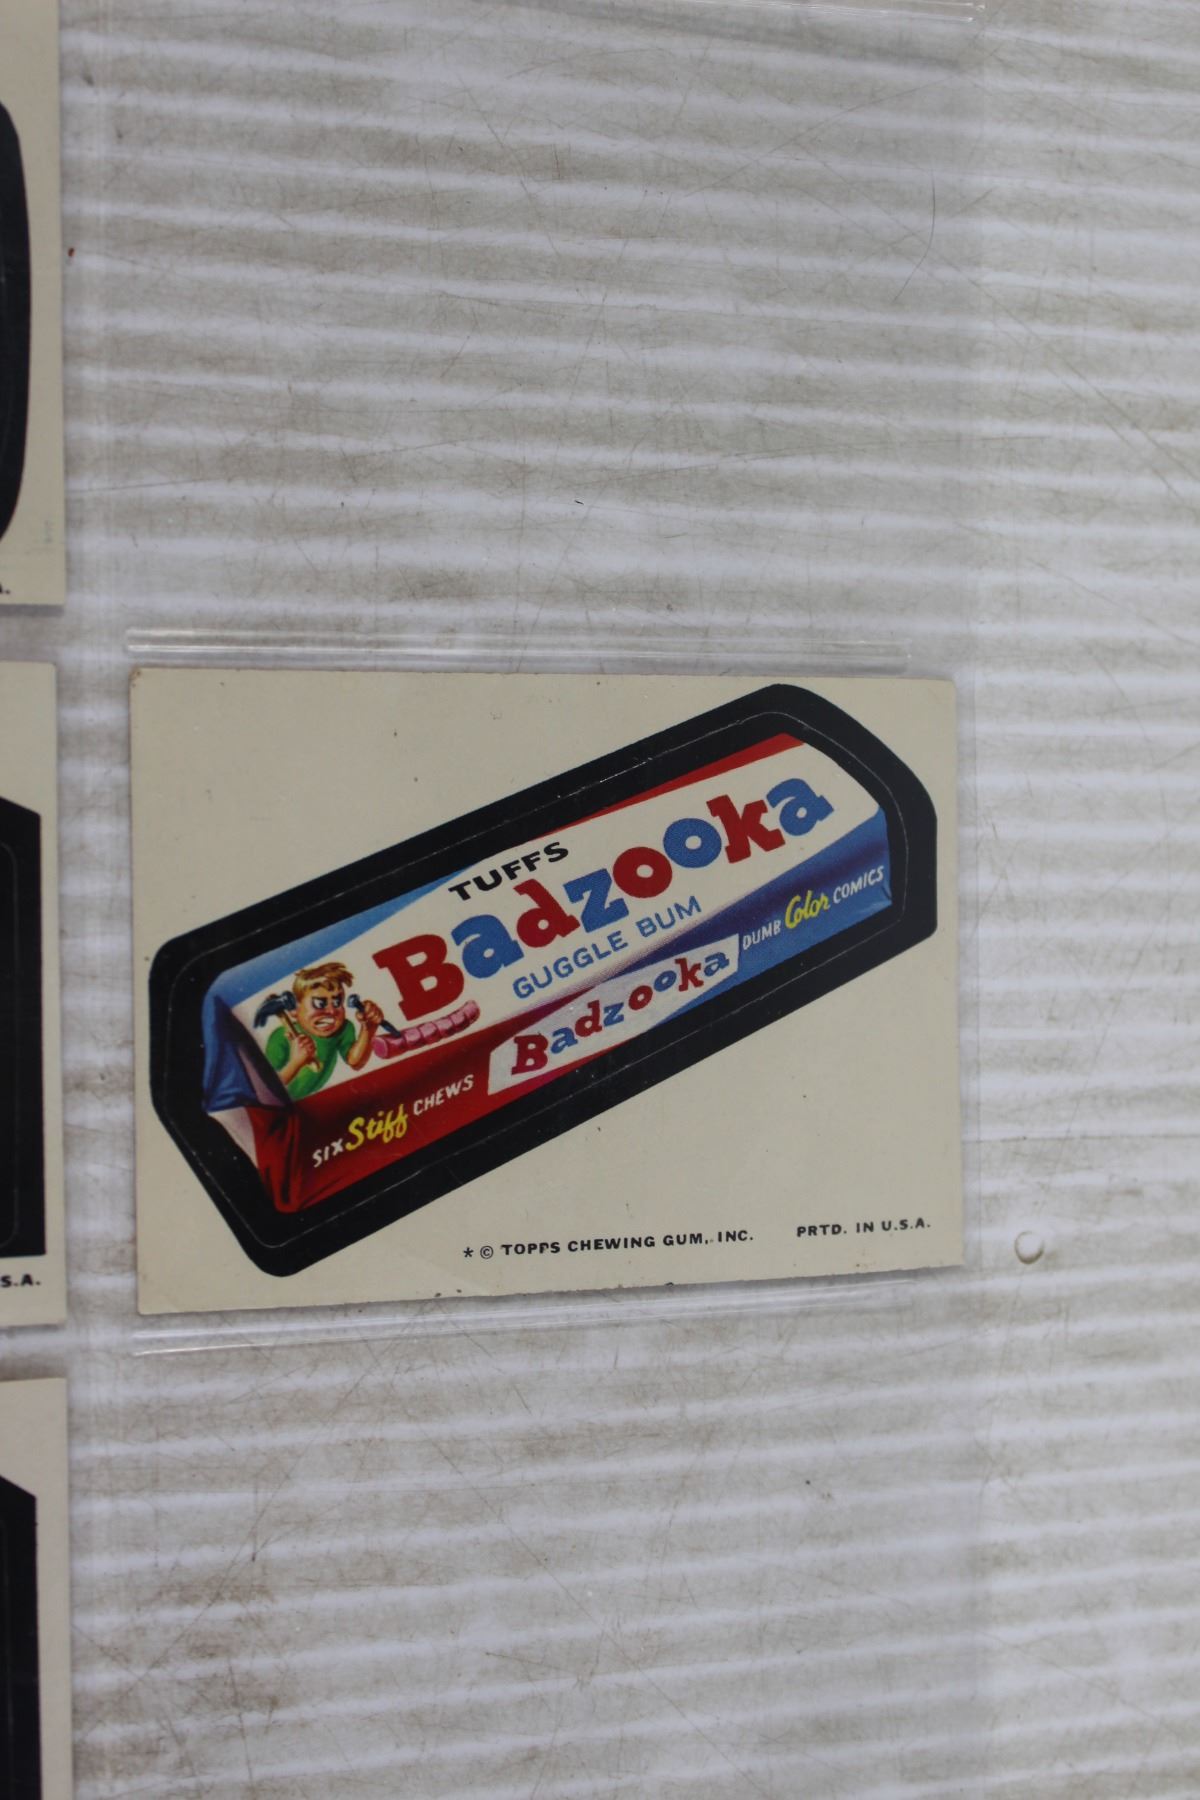 TUFFS
Badzooka
GUGGLE BUM
SIX Stiff CHEWS
Badzooka
DUMB Color COMICS
* © TOPPS CHEWING GUM, INC.
PRTD. IN U.S.A.
S.A.